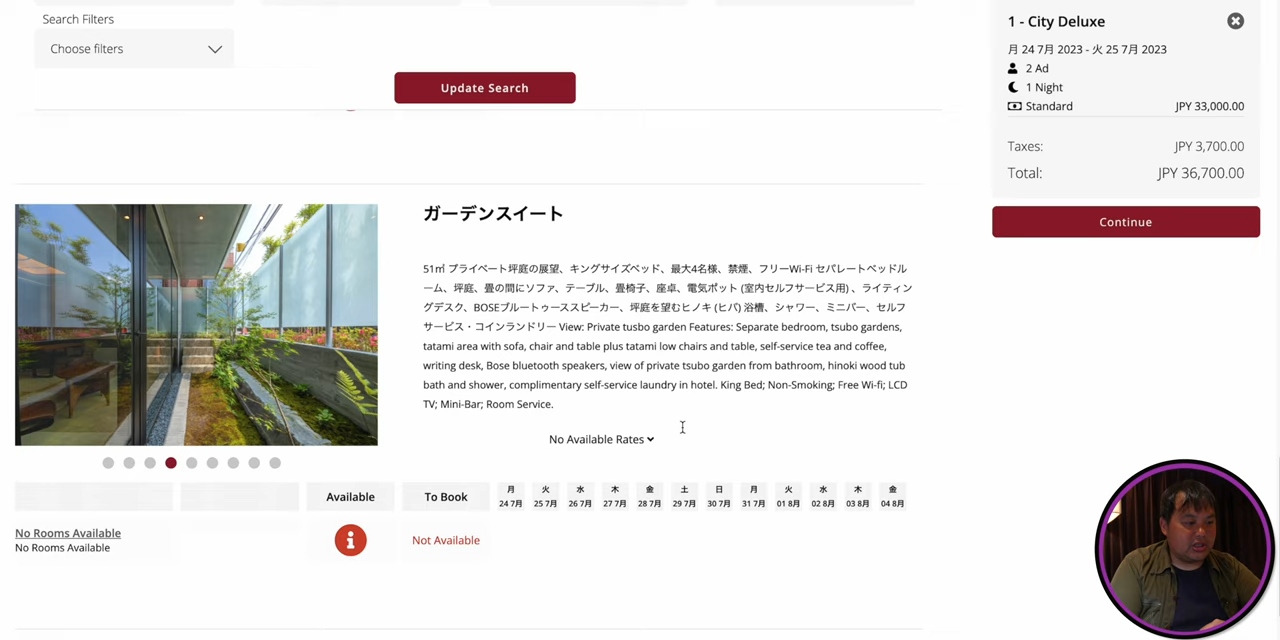 Search Filters
Choose filters
Update Search
1 - City Deluxe
月 24 7月 2023 - 火 25 7月 2023
2 Ad
1 Night
Standard JPY 33,000.00
Taxes: JPY 3,700.00
Total: JPY 36,700.00
Continue
ガーデンスイート
51㎡ プライベート坪庭の展望、キングサイズベッド、最大4名様、禁煙、フリーWi-Fi セパレートベッドル
ーム、坪庭、畳の間にソファ、テーブル、畳椅子、座卓、電気ポット (室内セルフサービス用) 、ライティン
グデスク、BOSEブルートゥーススピーカー、坪庭を望むヒノキ (ヒバ) 浴槽、シャワー、ミニバー、セルフ
サービス・コインランドリー View: Private tusbo garden Features: Separate bedroom, tsubo gardens,
tatami area with sofa, chair and table plus tatami low chairs and table, self-service tea and coffee,
writing desk, Bose bluetooth speakers, view of private tsubo garden from bathroom, hinoki wood tub
bath and shower, complimentary self-service laundry in hotel. King Bed; Non-Smoking; Free Wi-fi; LCD
TV; Mini-Bar; Room Service.
No Available Rates
Available To Book 月 火 水 木 金 土 日 月 火 水 木 金
24 7月 25 7月 26 7月 27 7月 28 7月 29 7月 30 7月 31 7月 01 8月 02 8月 03 8月 04 8月
No Rooms Available
No Rooms Available
Not Available